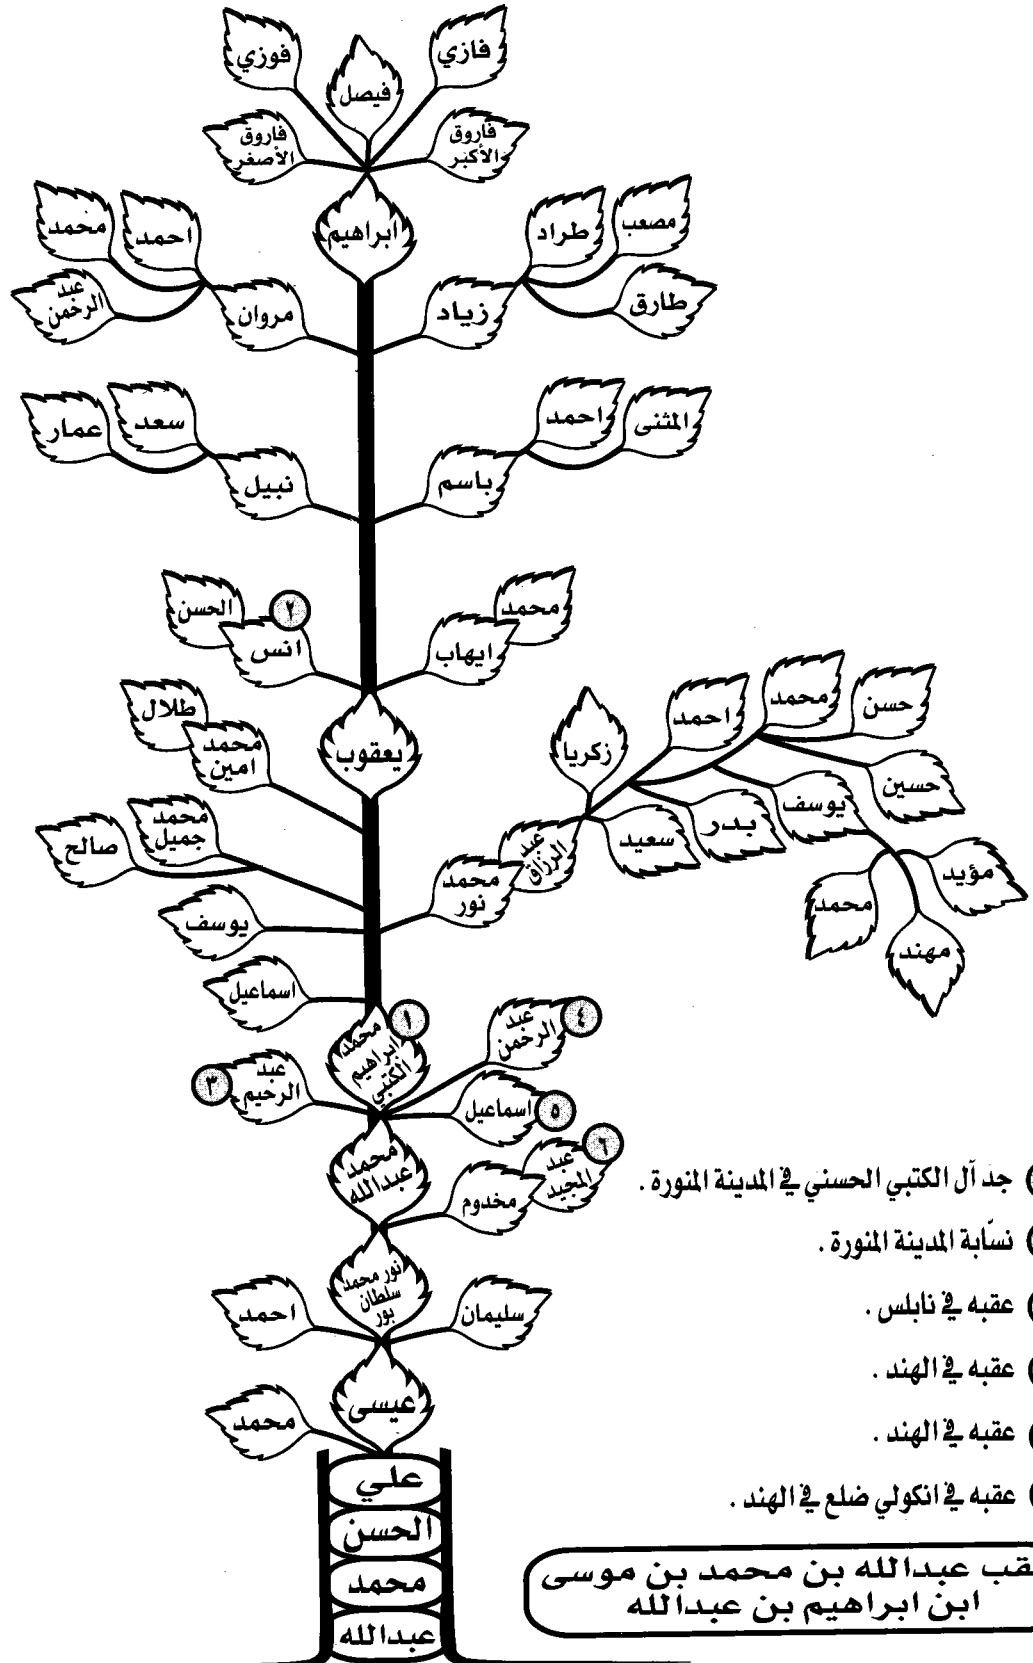 فوزي
فيصل
فازي
فاروق
الأصغر
فاروق
الأكبر
ابراهيم
محمد
احمد
عبد
الرحمن
مروان
طراد
مصعب
طارق
زياد
عمار
سعد
نبيل
احمد
المثنى
باسم
الحسن
٢
انس
محمد
ايهاب
يعقوب
طلال
محمد
امين
محمد
جميل
صالح
يوسف
اسماعيل
زكريا
احمد
محمد
حسن
حسين
يوسف
بدر
سعيد
عبد
الرزاق
محمد
نور
مؤيد
محمد
مهند
١
محمد
ابراهيم
الكتبي
عبد
الرحمن
٤
٣
عبد
الرحيم
اسماعيل
٥
محمد
عبدالله
٦
عبد
المجيد
مخدوم
نور محمد
سلطان
بور
احمد
سليمان
عيسى
محمد
علي
الحسن
محمد
عبدالله
) جد آل الكتبي الحسني في المدينة المنورة .
) نسّابة المدينة المنورة .
) عقبه في نابلس .
) عقبه في الهند .
) عقبه في الهند .
) عقبه في انكولي ضلع في الهند .
قب عبدالله بن محمد بن موسى
ابن ابراهيم بن عبدالله